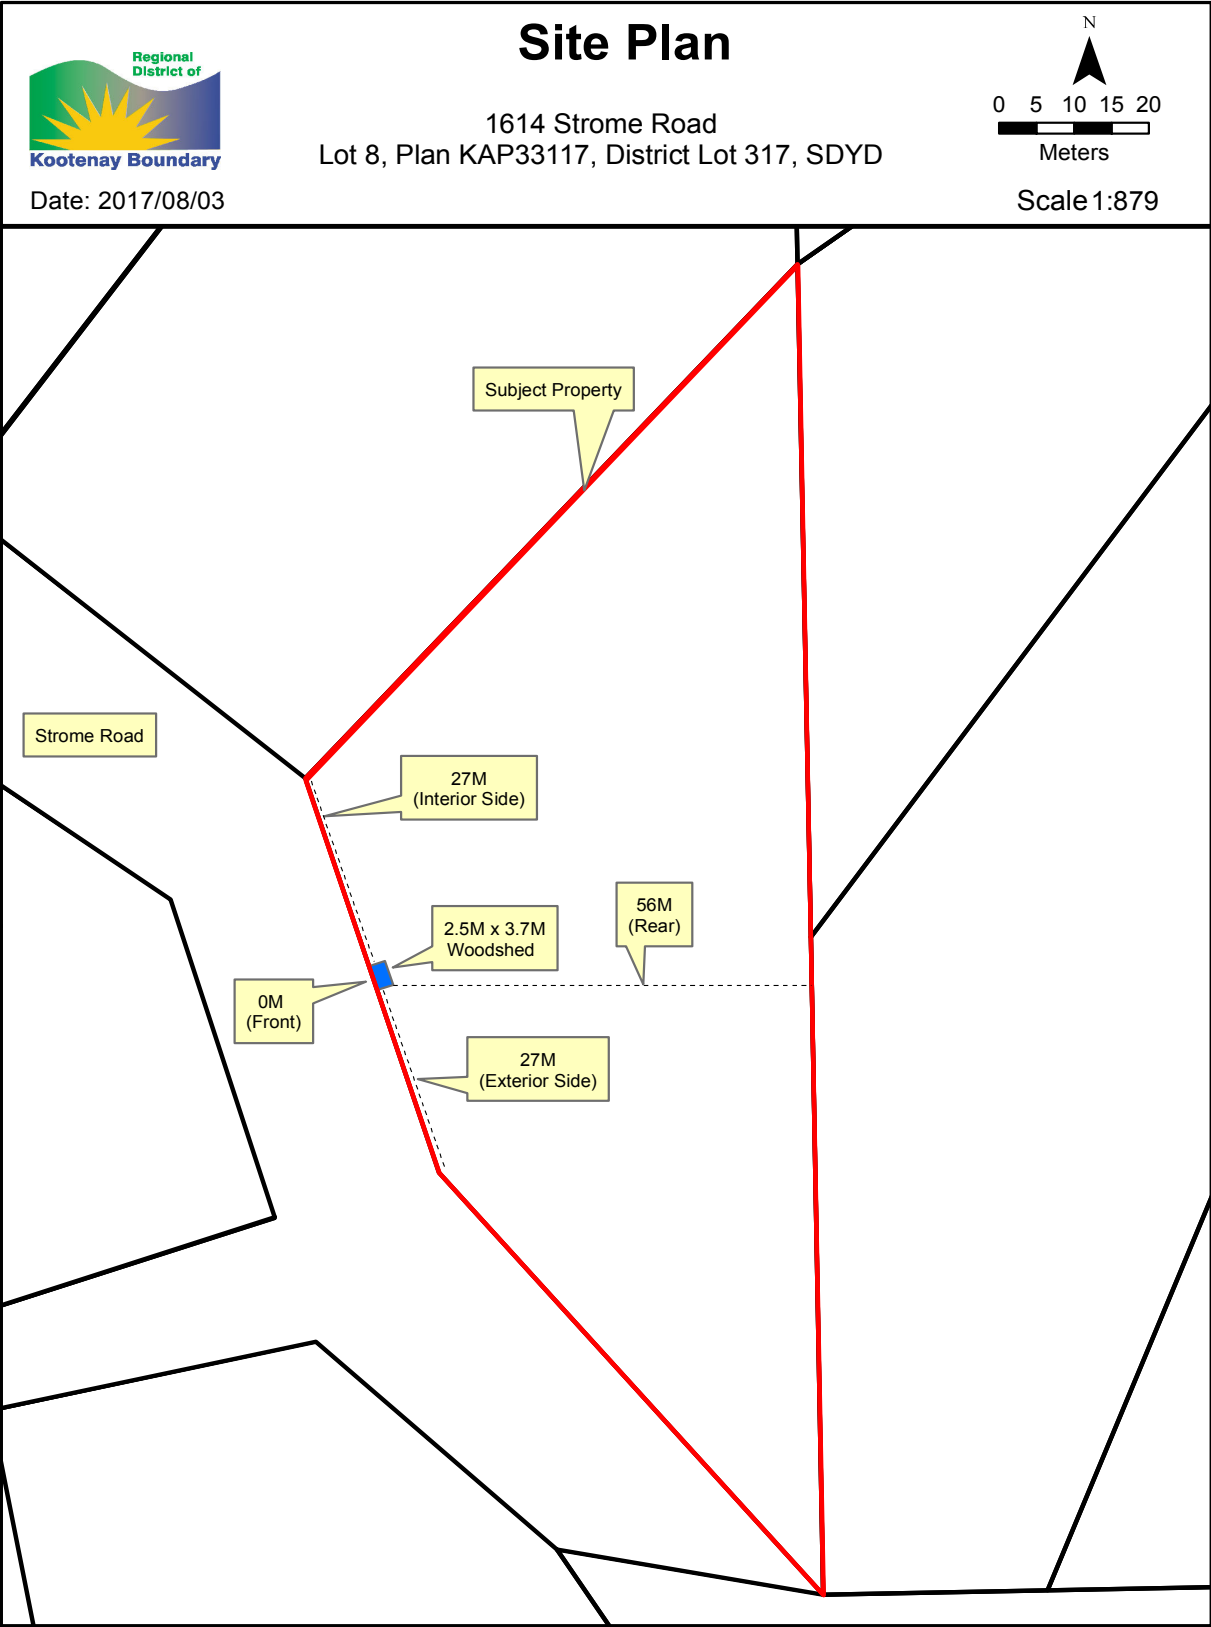 Site Plan
Regional
District of
Kootenay Boundary
Date: 2017/08/03
1614 Strome Road
Lot 8, Plan KAP33117, District Lot 317, SDYD
N
0 5 10 15 20
Meters
Scale 1:879
Subject Property
Strome Road
27M
(Interior Side)
2.5M x 3.7M
Woodshed
56M
(Rear)
0M
(Front)
27M
(Exterior Side)